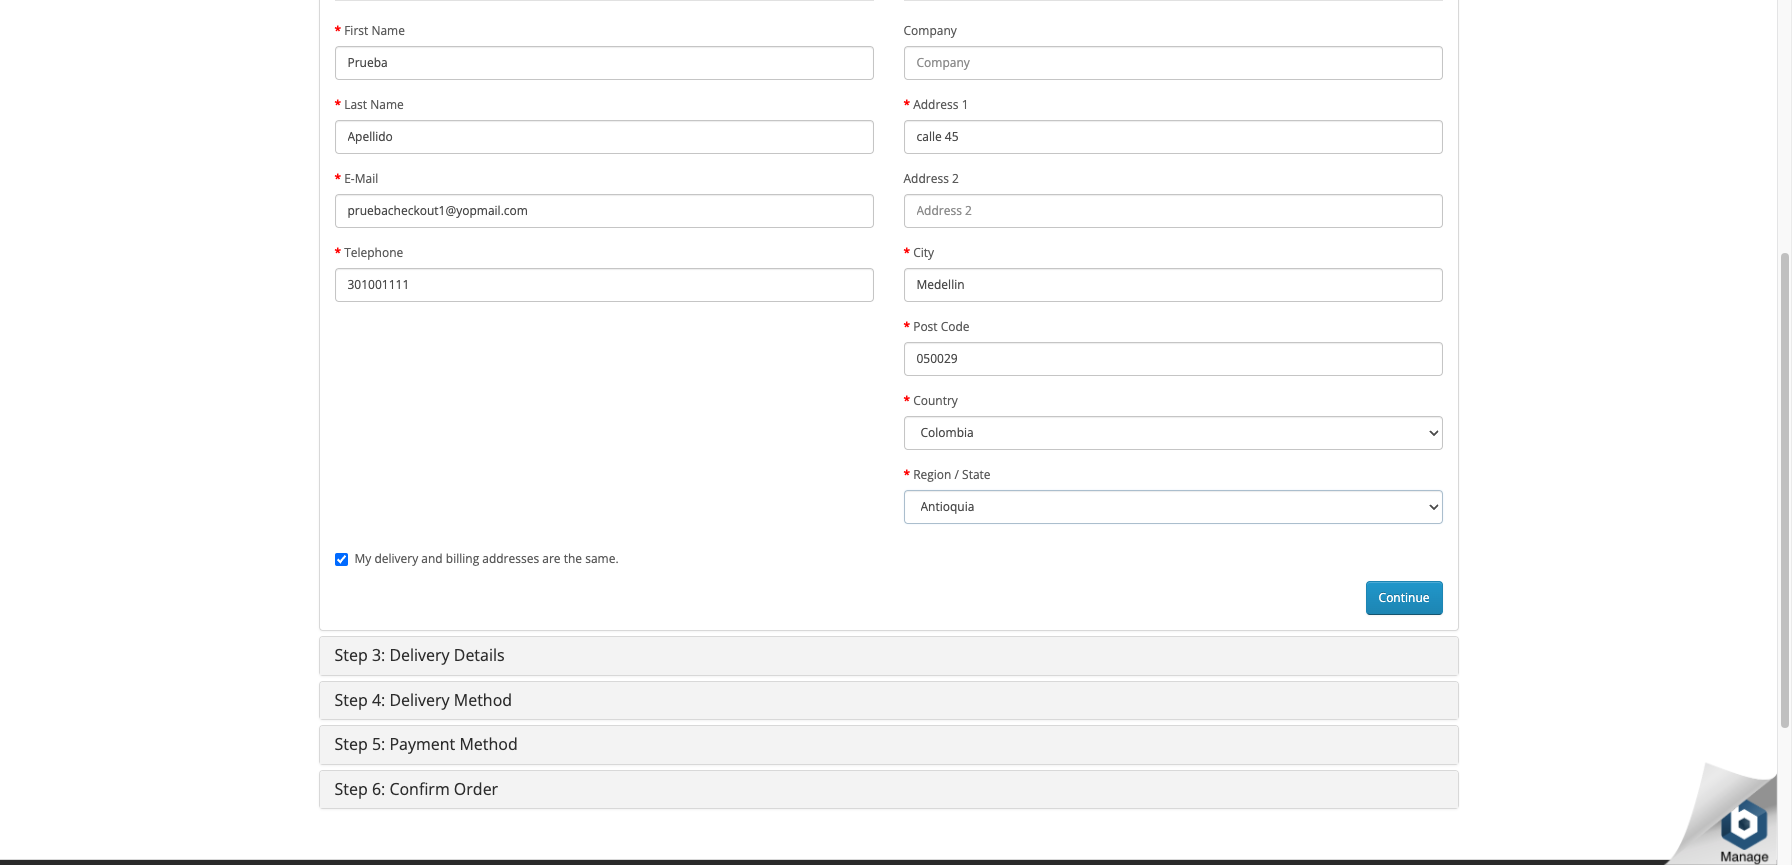 * First Name
Prueba
* Last Name
Apellido
* E-Mail
pruebacheckout1@yopmail.com
* Telephone
301001111
Company
Company
* Address 1
calle 45
Address 2
Address 2
* City
Medellin
* Post Code
050029
* Country
Colombia
* Region / State
Antioquia
My delivery and billing addresses are the same.
Continue
Step 3: Delivery Details
Step 4: Delivery Method
Step 5: Payment Method
Step 6: Confirm Order
b
Manage